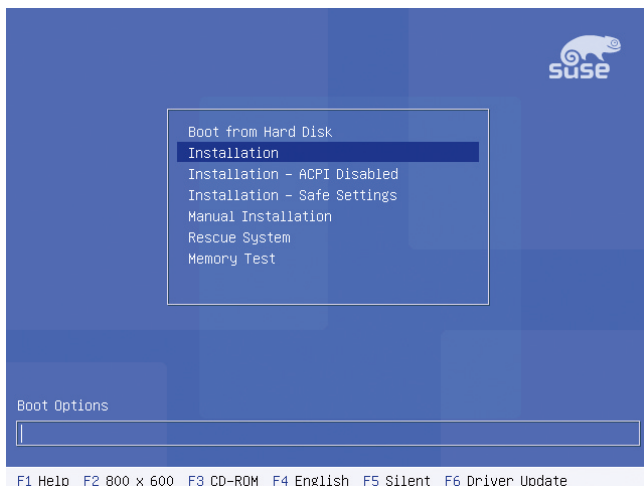 suse
Boot from Hard Disk
Installation
Installation – ACPI Disabled
Installation – Safe Settings
Manual Installation
Rescue System
Memory Test
Boot Options
F1 Help F2 800 x 600 F3 CD-ROM F4 English F5 Silent F6 Driver Update